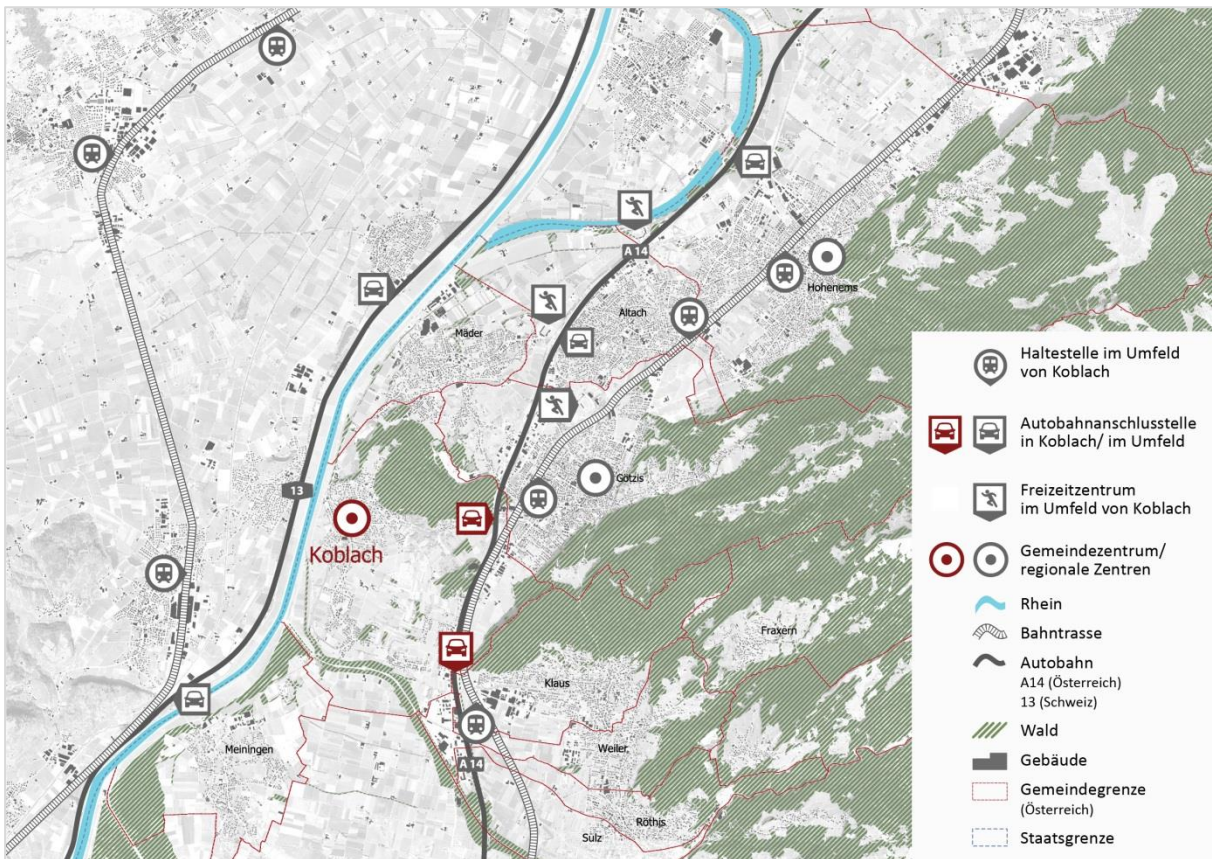 A 14
Hohenems
Altach
Mäder
Götzis
13
Koblach
Fraxern
Klaus
Meiningen
Weiler
A 14
Röthis
Sulz
Haltestelle im Umfeld
von Koblach
Autobahnanschlusstelle
in Koblach/ im Umfeld
Freizeitzentrum
im Umfeld von Koblach
Gemeindezentrum/
regionale Zentren
Rhein
Bahntrasse
Autobahn
A14 (Österreich)
13 (Schweiz)
Wald
Gebäude
Gemeindegrenze
(Österreich)
Staatsgrenze